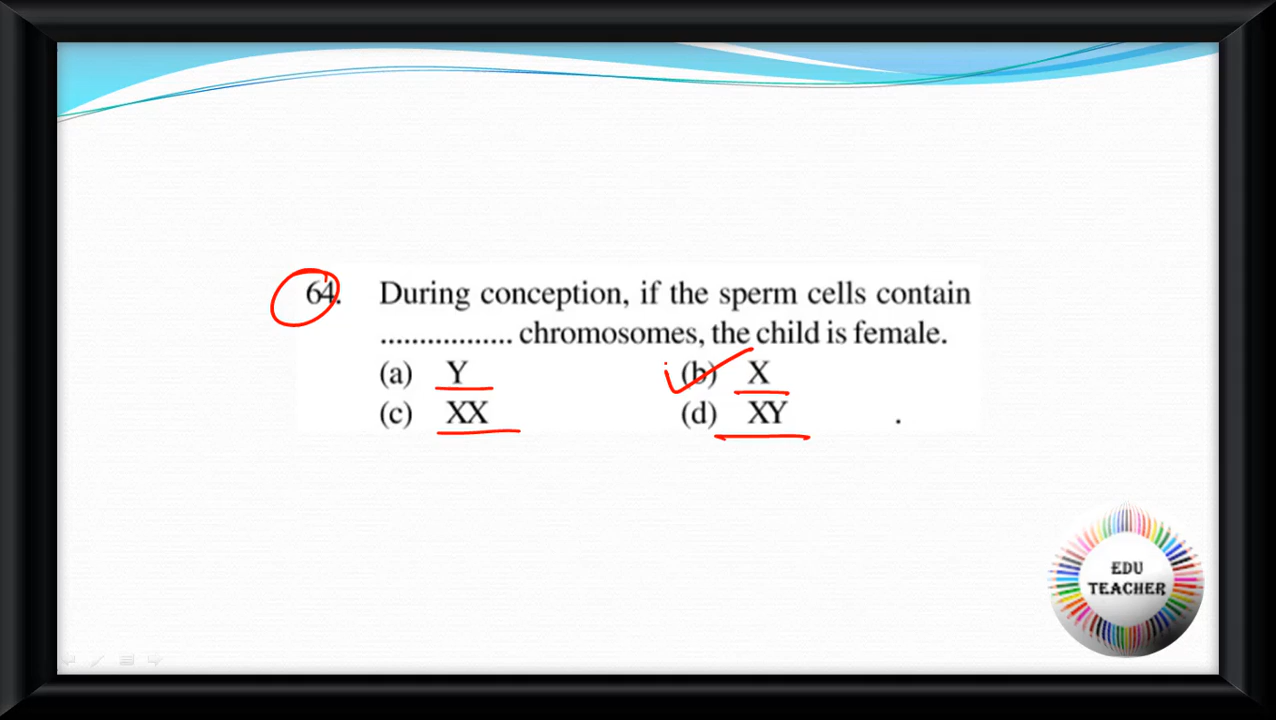 64. During conception, if the sperm cells contain
................. chromosomes, the child is female.
(a) Y (b) X
(c) XX (d) XY .
EDU
TEACHER